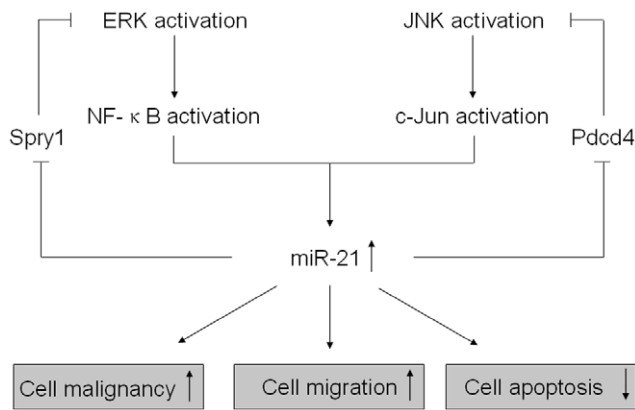 ERK activation
JNK activation
NF- κ B activation
c-Jun activation
Spry1
Pdcd4
miR-21
Cell malignancy
Cell migration
Cell apoptosis